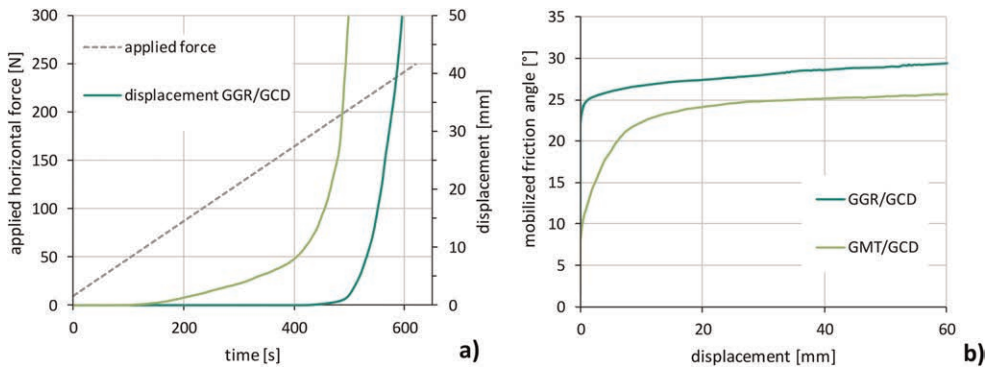 300
250
200
150
100
50
0
applied horizontal force [N]
applied force
displacement GGR/GCD
50
40
30
20
10
0
displacement [mm]
0
200
400
600
time [s]
a)
35
30
25
20
15
10
5
0
mobilized friction angle [°]
GGR/GCD
GMT/GCD
0
20
40
60
displacement [mm]
b)